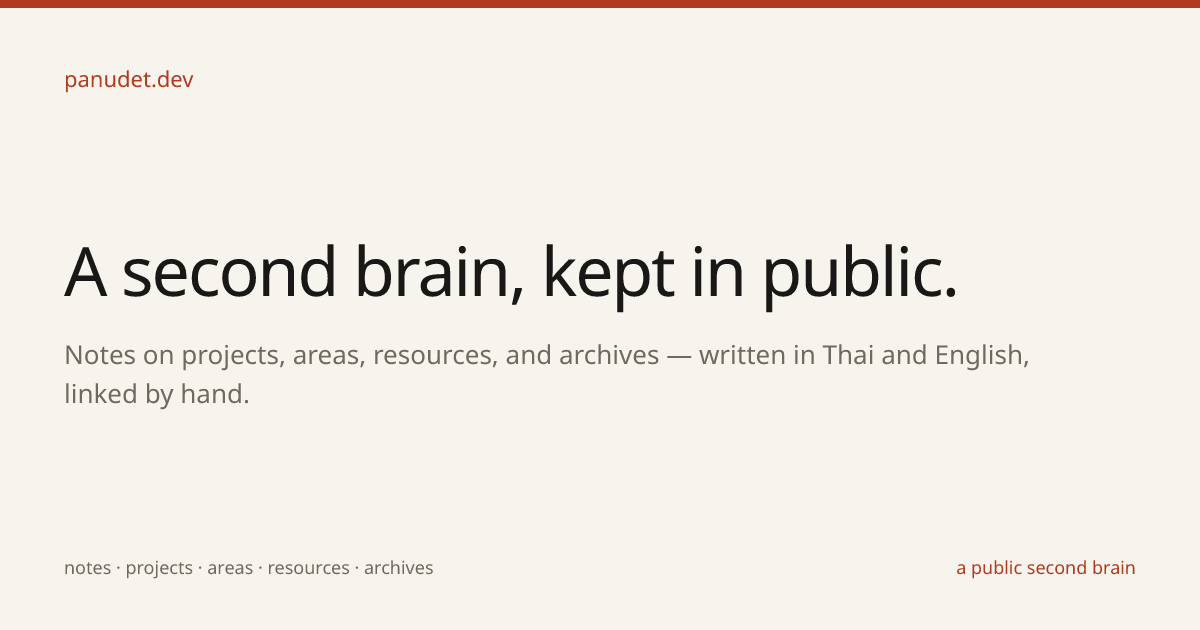 panudet.dev
A second brain, kept in public.
Notes on projects, areas, resources, and archives — written in Thai and English,
linked by hand.
notes · projects · areas · resources · archives
a public second brain